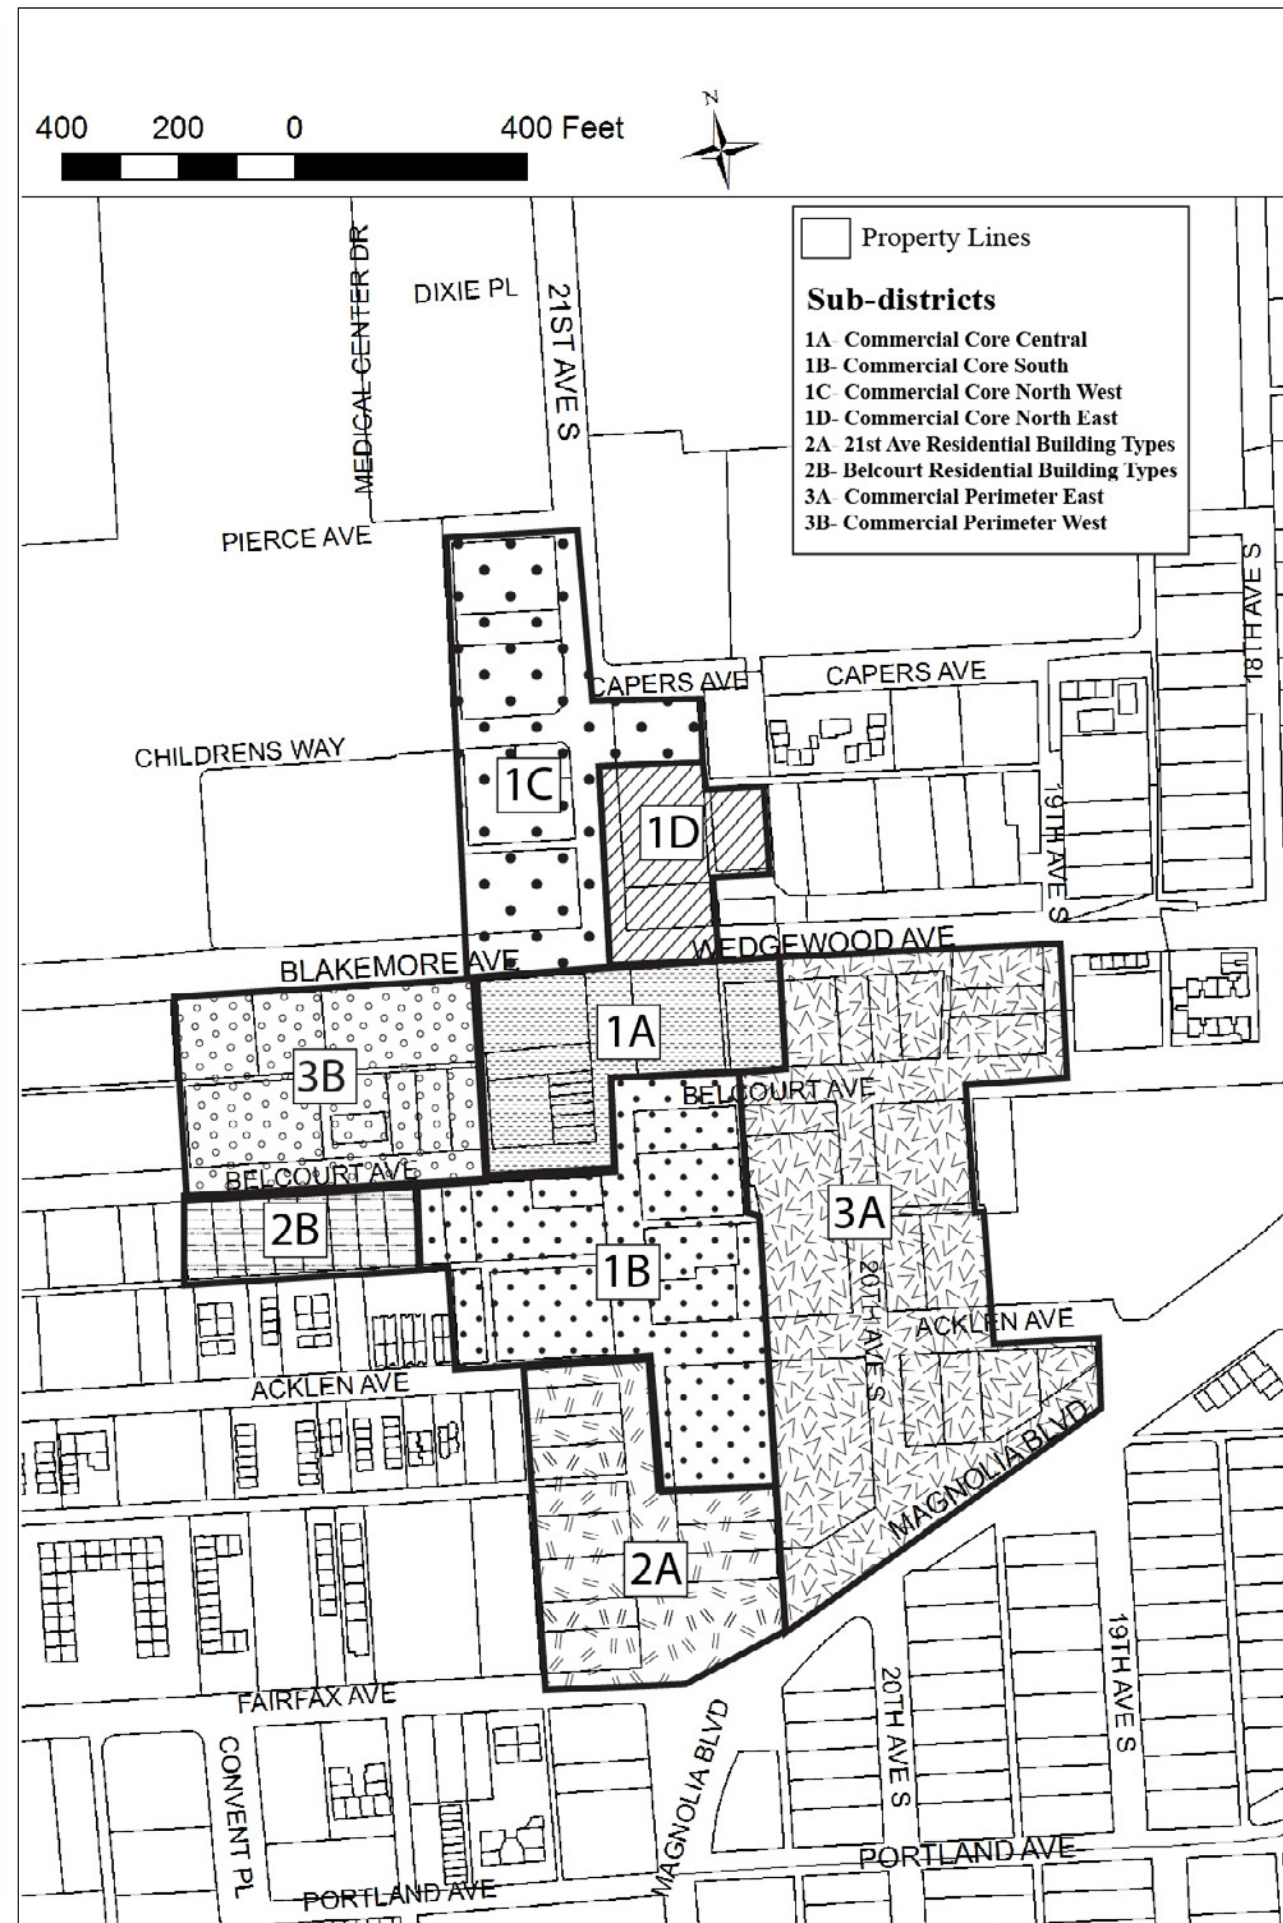 N
400 200 0 400 Feet
Property Lines
Sub-districts
1A- Commercial Core Central
1B- Commercial Core South
1C- Commercial Core North West
1D- Commercial Core North East
2A- 21st Ave Residential Building Types
2B- Belcourt Residential Building Types
3A- Commercial Perimeter East
3B- Commercial Perimeter West
MEDICAL CENTER DR
DIXIE PL
21ST AVE S
PIERCE AVE
18TH AVE S
CAPERS AVE
CAPERS AVE
CHILDRENS WAY
1C
1D
19TH AVE S
WEDGEWOOD AVE
BLAKEMORE AVE
1A
3B
BELCOURT AVE
BELCOURT AVE
3A
2B
1B
20TH AVE S
ACKLEN AVE
ACKLEN AVE
MAGNOLIA BLVD
2A
FAIRFAX AVE
19TH AVE S
20TH AVE S
CONVENT PL
MAGNOLIA BLVD
PORTLAND AVE
PORTLAND AVE